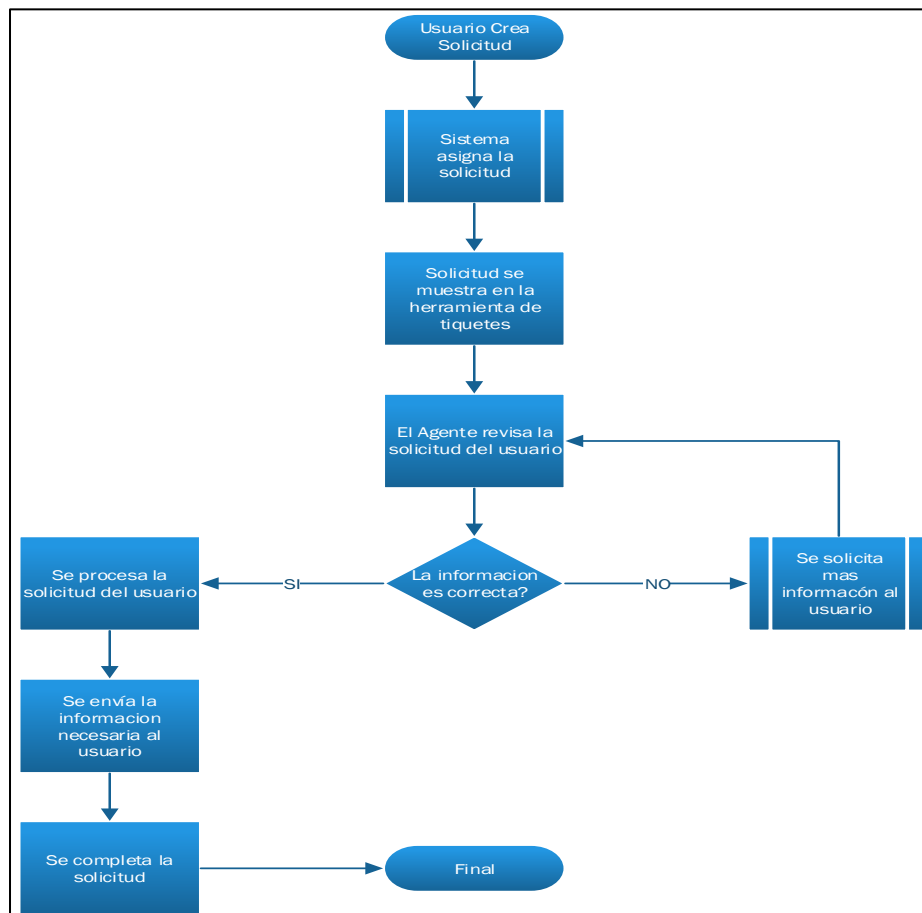 Usuario Crea
Solicitud
Sistema
asigna la
solicitud
Solicitud se
muestra en la
herramienta de
tiquetes
El Agente revisa la
solicitud del usuario
La informacion
es correcta?
SI
NO
Se procesa la
solicitud del usuario
Se solicita
mas
informacón al
usuario
Se envía la
informacion
necesaria al
usuario
Se completa la
solicitud
Final